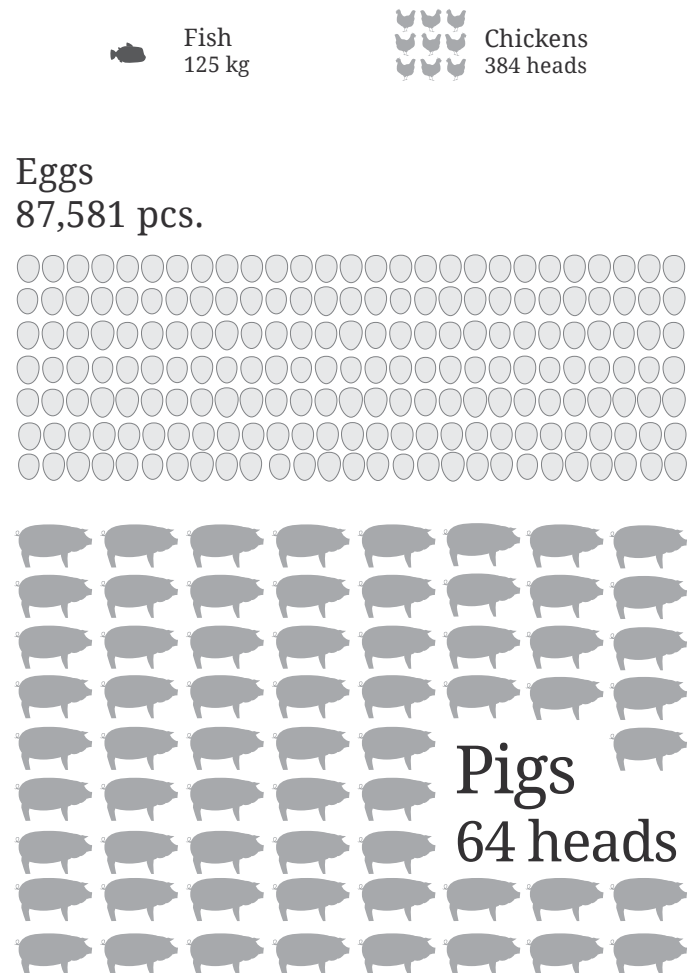 Fish
125 kg
Chickens
384 heads
Eggs
87,581 pcs.
Pigs
64 heads